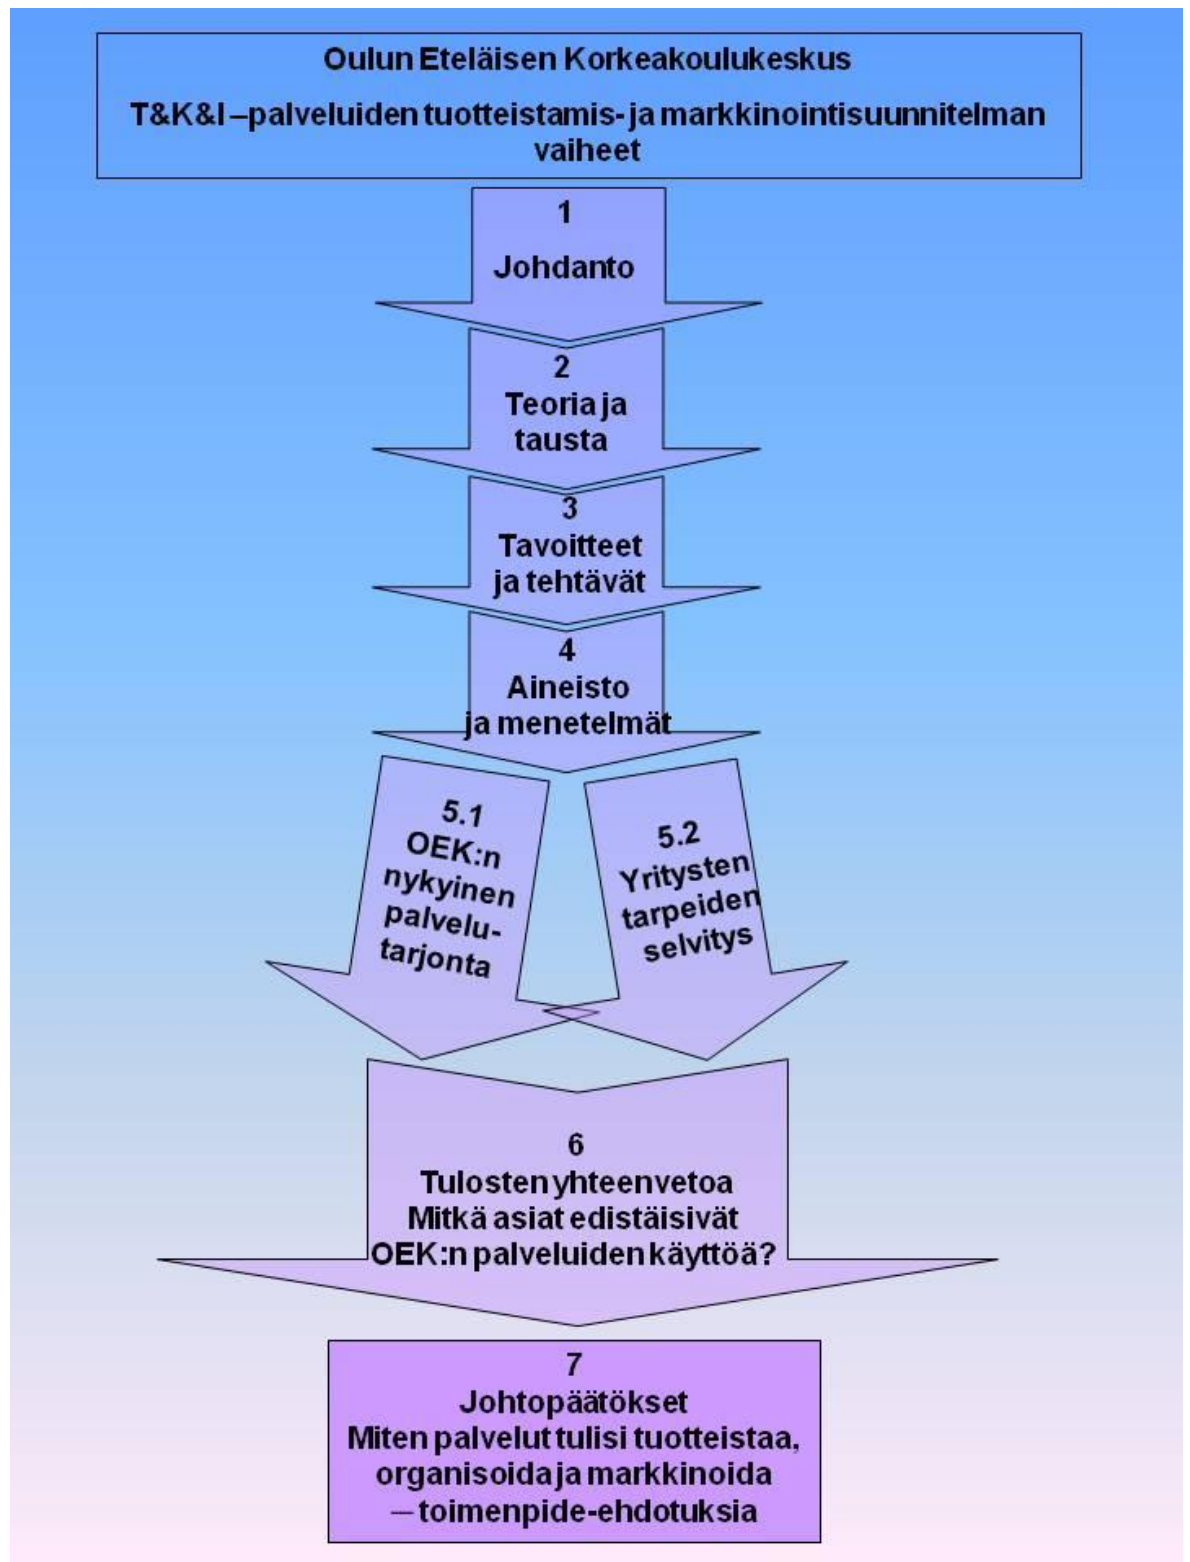 Oulun Eteläisen Korkeakoulukeskus
T&K&I –palveluiden tuotteistamis- ja markkinointisuunnitelman
vaiheet
1
Johdanto
2
Teoria ja
tausta
3
Tavoitteet
ja tehtävät
4
Aineisto
ja menetelmät
5.1
OEK:n
nykyinen
palvelu-
tarjonta
5.2
Yritysten
tarpeiden
selvitys
6
Tulosten yhteenvetoa
Mitkä asiat edistäisivät
OEK:n palveluiden käyttöä?
7
Johtopäätökset
Miten palvelut tulisi tuotteistaa,
organisoida ja markkinoida
— toimenpide-ehdotuksia